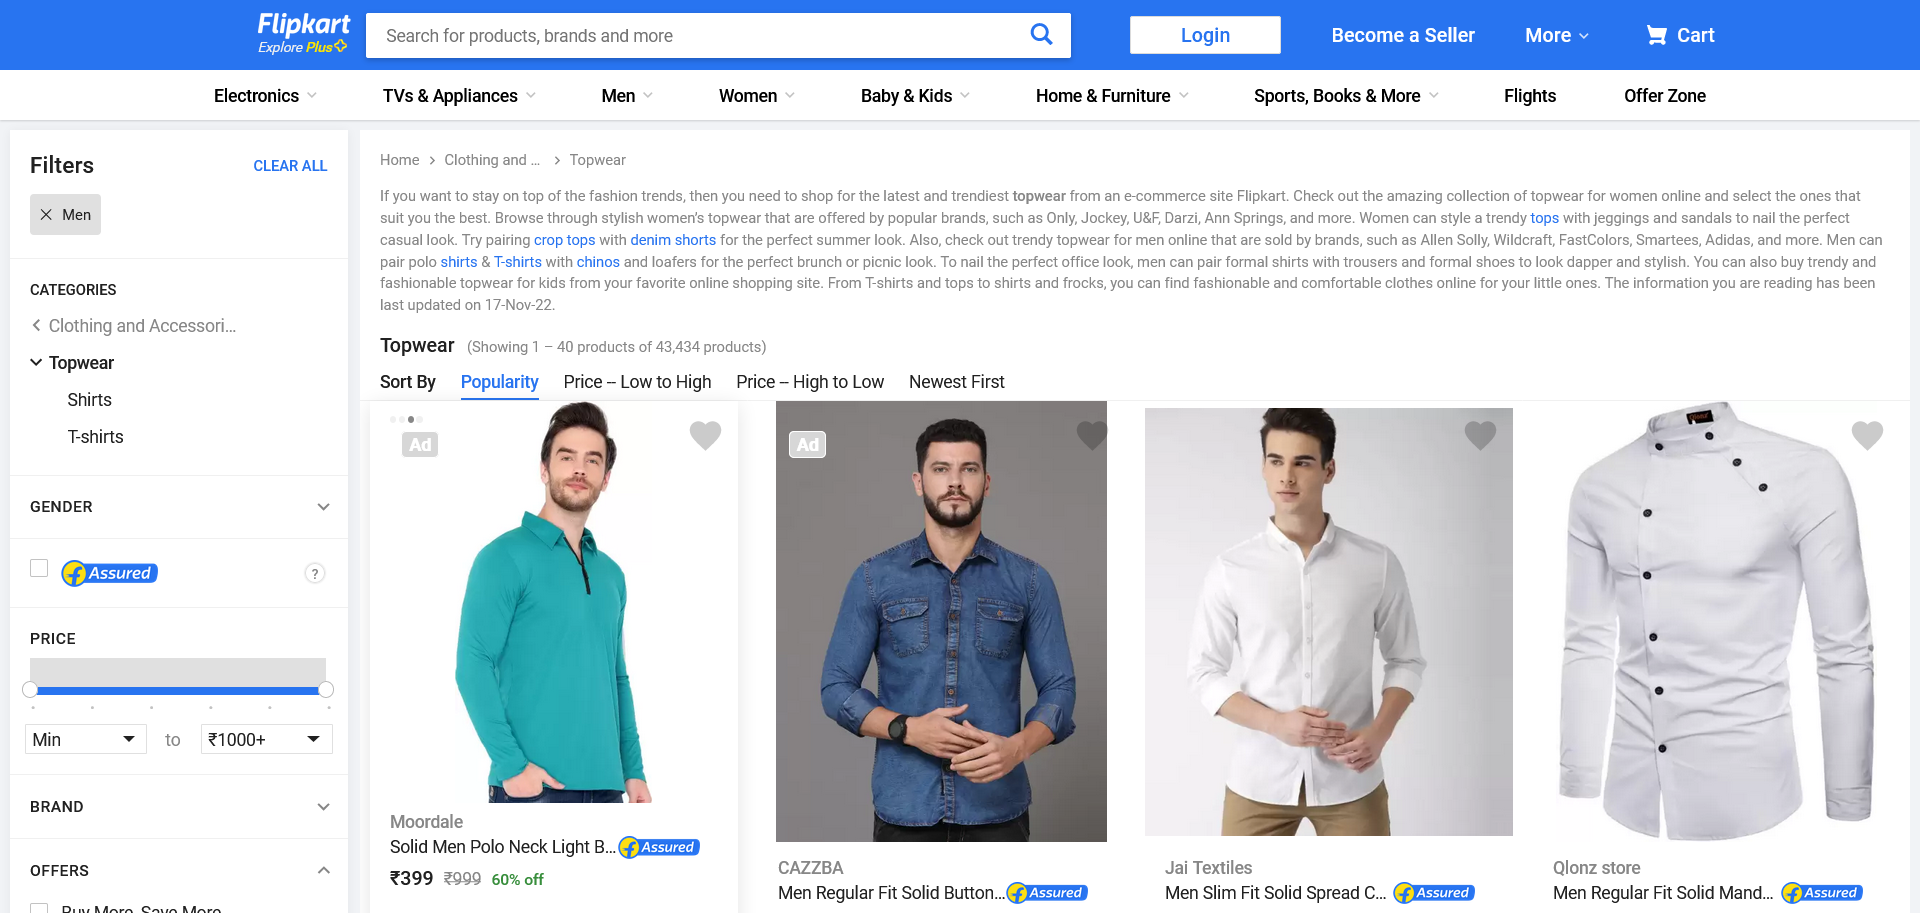 Flipkart
Explore Plus
Search for products, brands and more
Login
Become a Seller
More
Cart
Electronics
TVs & Appliances
Men
Women
Baby & Kids
Home & Furniture
Sports, Books & More
Flights
Offer Zone
Filters
CLEAR ALL
Men
CATEGORIES
Clothing and Accessori...
Topwear
Shirts
T-shirts
GENDER
Assured
?
PRICE
Min
to
₹1000+
BRAND
OFFERS
Buy More, Save More
Home > Clothing and ... > Topwear
If you want to stay on top of the fashion trends, then you need to shop for the latest and trendiest topwear from an e-commerce site Flipkart. Check out the amazing collection of topwear for women online and select the ones that
suit you the best. Browse through stylish women's topwear that are offered by popular brands, such as Only, Jockey, U&F, Darzi, Ann Springs, and more. Women can style a trendy tops with jeggings and sandals to nail the perfect
casual look. Try pairing crop tops with denim shorts for the perfect summer look. Also, check out trendy topwear for men online that are sold by brands, such as Allen Solly, Wildcraft, FastColors, Smartees, Adidas, and more. Men can
pair polo shirts & T-shirts with chinos and loafers for the perfect brunch or picnic look. To nail the perfect office look, men can pair formal shirts with trousers and formal shoes to look dapper and stylish. You can also buy trendy and
fashionable topwear for kids from your favorite online shopping site. From T-shirts and tops to shirts and frocks, you can find fashionable and comfortable clothes online for your little ones. The information you are reading has been
last updated on 17-Nov-22.
Topwear (Showing 1 – 40 products of 43,434 products)
Sort By
Popularity
Price -- Low to High
Price -- High to Low
Newest First
Ad
Moordale
Solid Men Polo Neck Light B... Assured
₹399 ₹999 60% off
Ad
CAZZBA
Men Regular Fit Solid Button... Assured
Jai Textiles
Men Slim Fit Solid Spread C... Assured
Qlonz store
Men Regular Fit Solid Mand... Assured